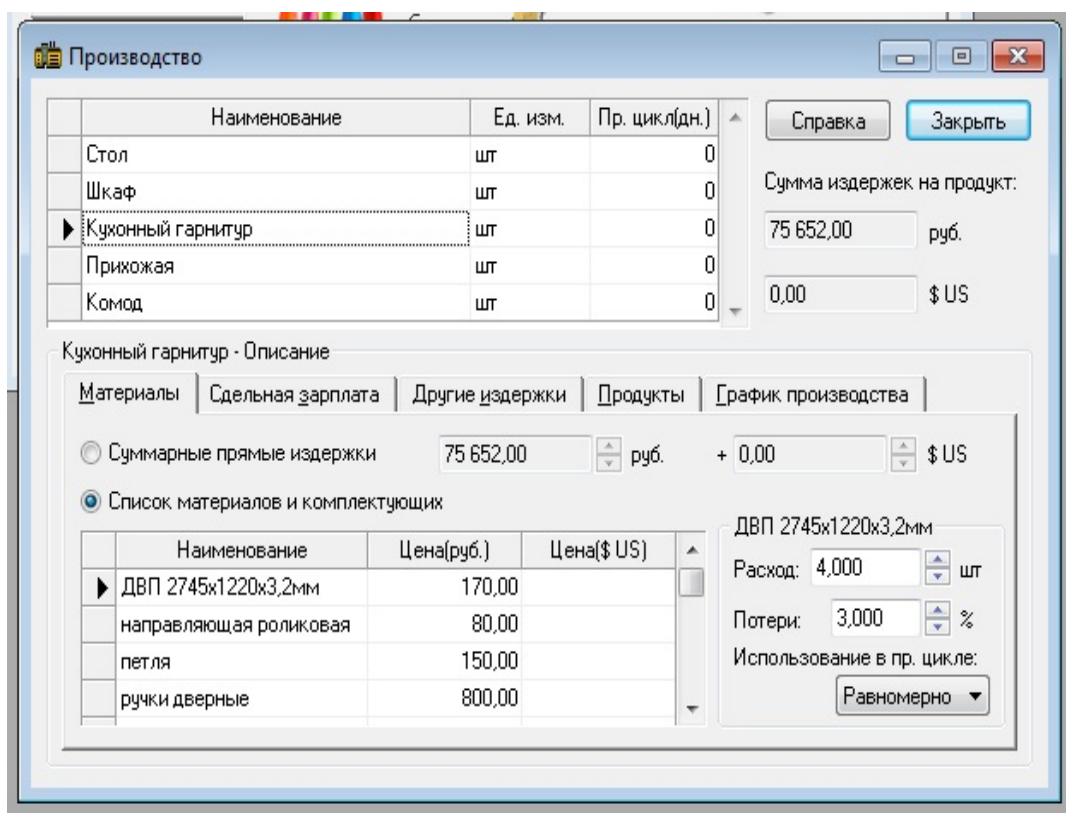 Производство
Наименование Ед. изм. Пр. цикл(дн.)
Стол шт 0
Шкаф шт 0
Кухонный гарнитур шт 0
Прихожая шт 0
Комод шт 0
Справка Закрыть
Сумма издержек на продукт:
75 652,00 руб.
0,00 $ US
Кухонный гарнитур - Описание
Материалы Сдельная зарплата Другие издержки Продукты График производства
Суммарные прямые издержки 75 652,00 руб. + 0,00 $ US
Список материалов и комплектующих
Наименование Цена(руб.) Цена($ US)
ДВП 2745х1220х3,2мм 170,00
направляющая роликовая 80,00
петля 150,00
ручки дверные 800,00
ДВП 2745х1220х3,2мм
Расход: 4,000 шт
Потери: 3,000 %
Использование в пр. цикле:
Равномерно